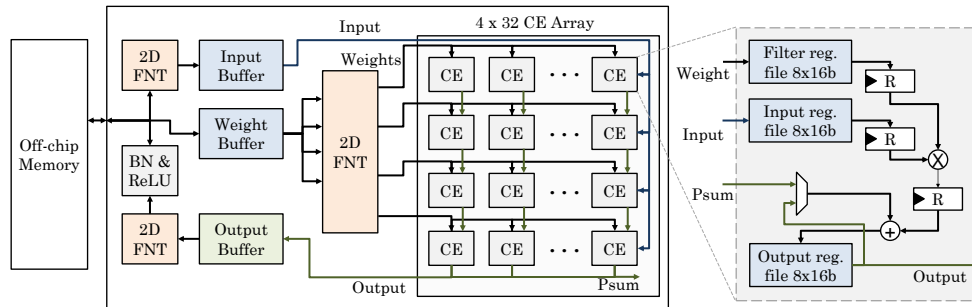 4 x 32 CE Array
Input
2D
FNT
Input
Buffer
Weights
CE
CE
• • •
CE
Off-chip
Memory
Weight
Buffer
2D
FNT
CE
CE
• • •
CE
BN &
ReLU
CE
CE
• • •
CE
2D
FNT
Output
Buffer
CE
CE
• • •
CE
Output
Psum
Filter reg.
file 8x16b
Weight
R
Input reg.
file 8x16b
Input
R
X
Psum
R
+
Output reg.
file 8x16b
Output